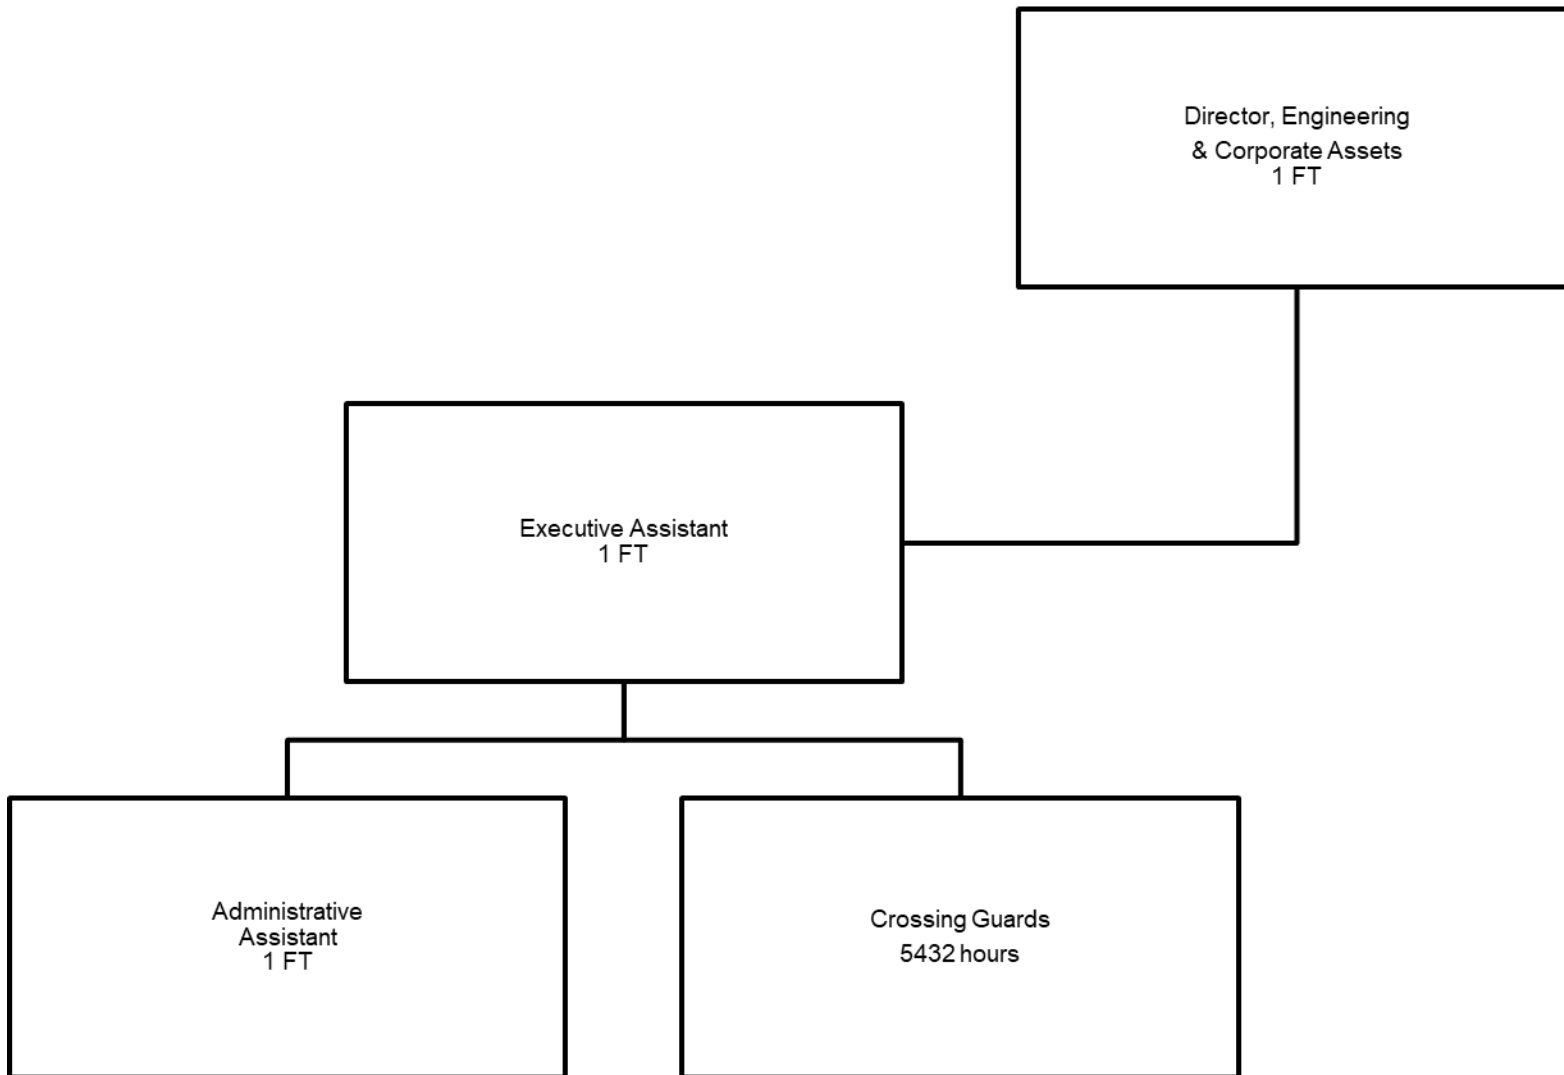 Director, Engineering
& Corporate Assets
1 FT
Executive Assistant
1 FT
Administrative
Assistant
1 FT
Crossing Guards
5432 hours